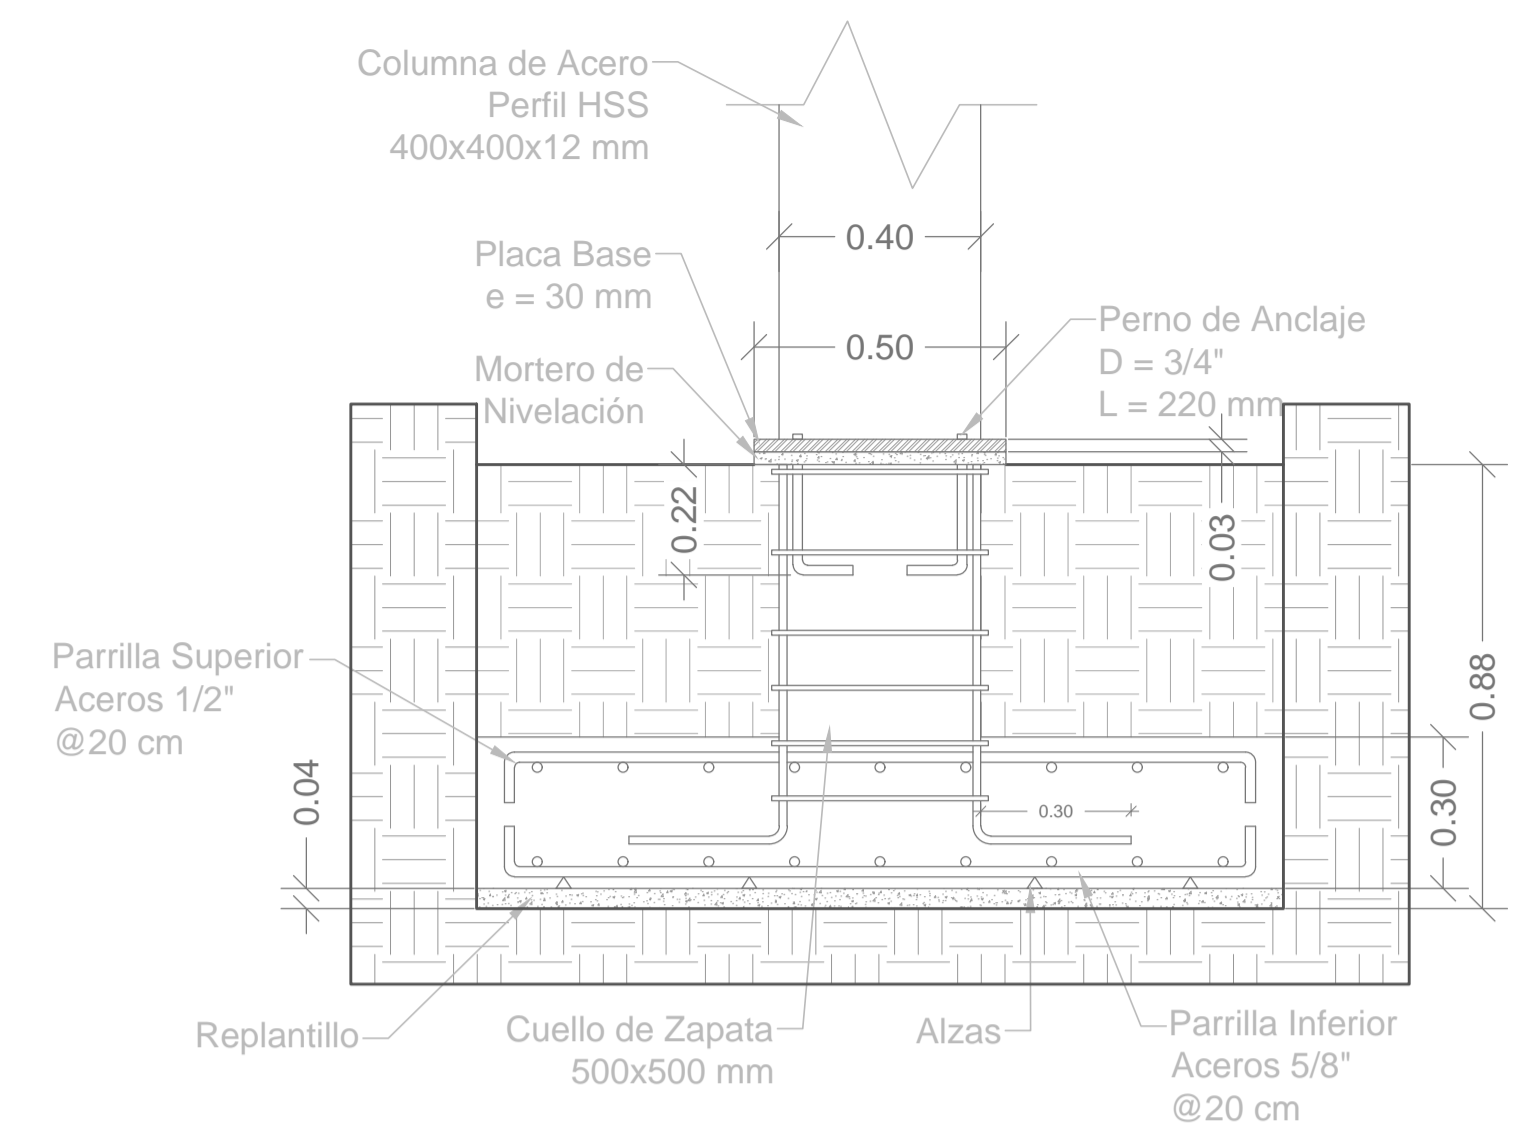 Columna de Acero
Perfil HSS
400x400x12 mm
0.40
Placa Base
e = 30 mm
Perno de Anclaje
D = 3/4"
L = 220 mm
0.50
Mortero de
Nivelación
0.22
0.03
Parrilla Superior
Aceros 1/2"
@20 cm
0.88
0.04
0.30
0.30
Replantillo
Cuello de Zapata
500x500 mm
Alzas
Parrilla Inferior
Aceros 5/8"
@20 cm